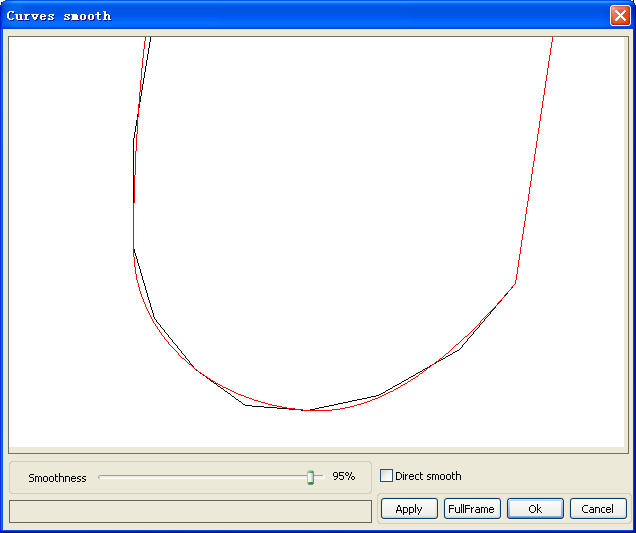 Curves smooth
Smoothness 95% Direct smooth
Apply FullFrame Ok Cancel